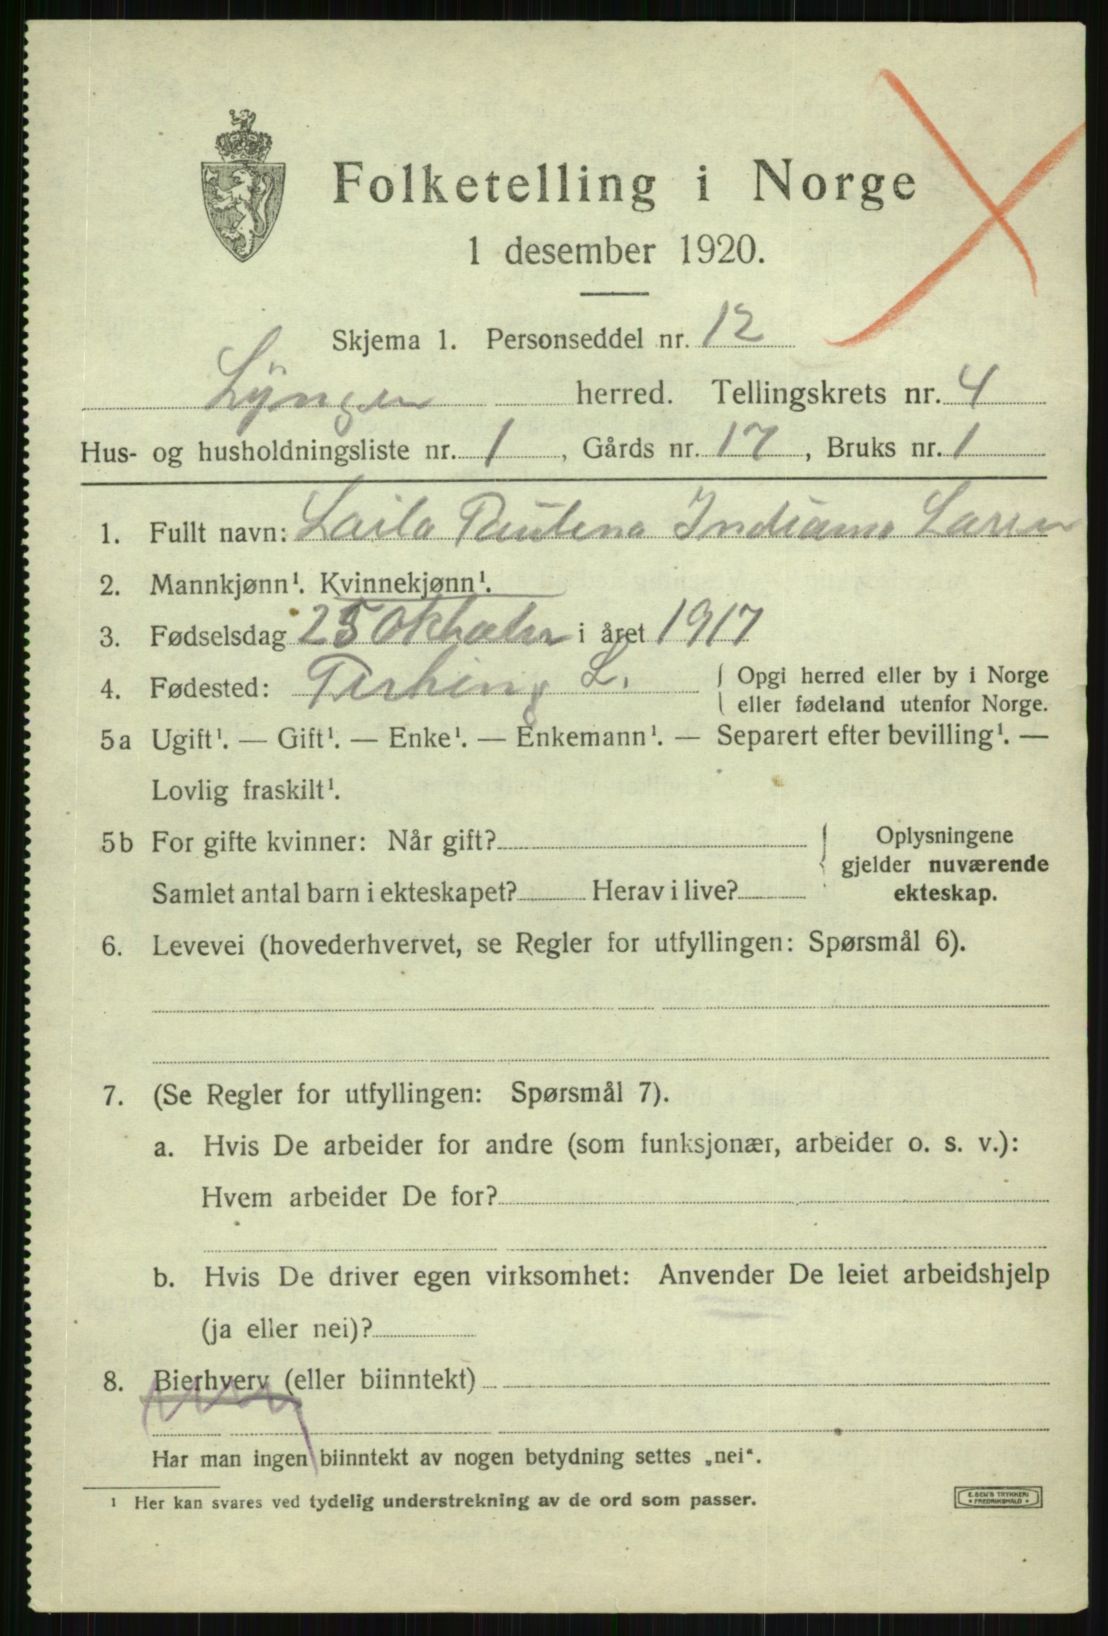 Folketelling i Norge
1 desember 1920.
Skjema 1. Personseddel nr. 12
Lyngen herred. Tellingskrets nr. 4
Hus- og husholdningsliste nr. 1, Gårds nr. 17, Bruks nr. 1
1. Fullt navn: Laila Paulena Indiana Larsen
2. Mannkjønn¹. Kvinnekjønn¹.
3. Fødselsdag 25 Oktober i året 1917
4. Fødested: L. { Opgi herred eller by i Norge
eller fødeland utenfor Norge.
5a Ugift¹. — Gift¹. — Enke¹. — Enkemann¹. — Separert efter bevilling¹. —
Lovlig fraskilt¹.
5b For gifte kvinner: Når gift? { Oplysningene
gjelder nuværende
Samlet antal barn i ekteskapet? Herav i live? ekteskap.
6. Levevei (hovederhvervet, se Regler for utfyllingen: Spørsmål 6).
7. (Se Regler for utfyllingen: Spørsmål 7).
a. Hvis De arbeider for andre (som funksjonær, arbeider o. s. v.):
Hvem arbeider De for?
b. Hvis De driver egen virksomhet: Anvender De leiet arbeidshjelp
(ja eller nei)?
8. Bierhverv (eller biinntekt)
Har man ingen biinntekt av nogen betydning settes „nei“.
¹ Her kan svares ved tydelig understrekning av de ord som passer.
E. SEM'S TRYKKERI
FREDRIKSHALD